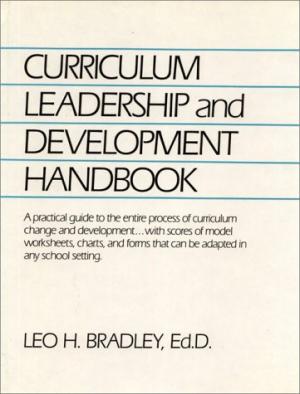 CURRICULUM
LEADERSHIP and
DEVELOPMENT
HANDBOOK
A practical guide to the entire process of curriculum
change and development...with scores of model
worksheets, charts, and forms that can be adapted in
any school setting.
LEO H. BRADLEY, Ed.D.